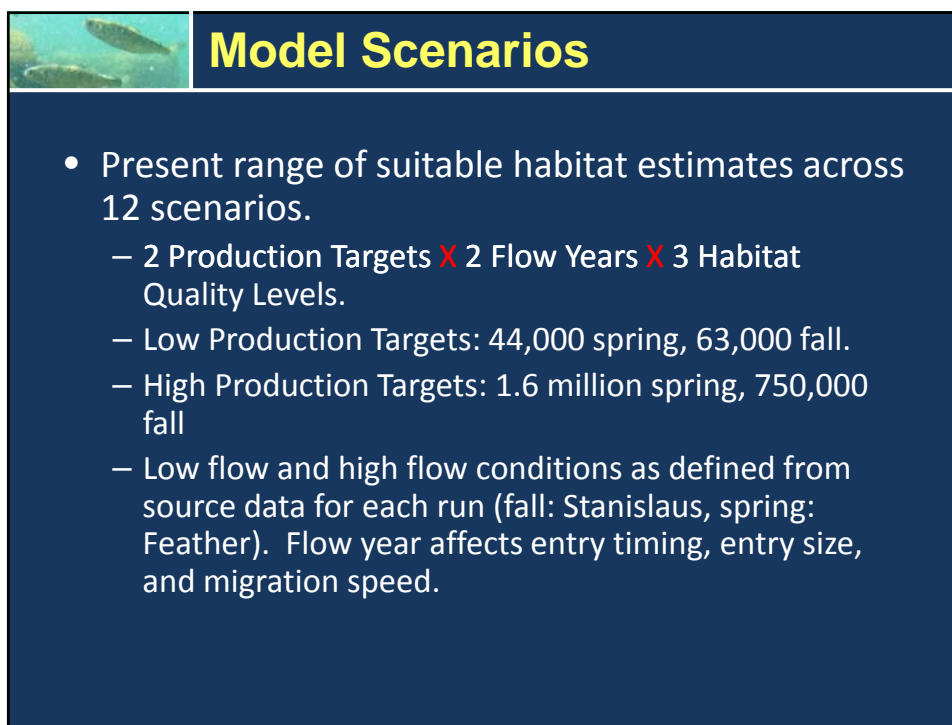 Model Scenarios
• Present range of suitable habitat estimates across
12 scenarios.
– 2 Production Targets X 2 Flow Years X 3 Habitat
Quality Levels.
– Low Production Targets: 44,000 spring, 63,000 fall.
– High Production Targets: 1.6 million spring, 750,000
fall
– Low flow and high flow conditions as defined from
source data for each run (fall: Stanislaus, spring:
Feather). Flow year affects entry timing, entry size,
and migration speed.